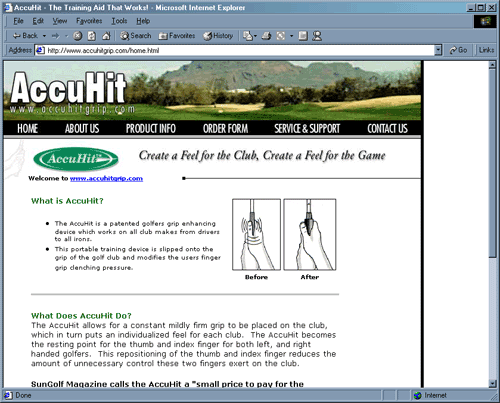 AccuHit - The Training Aid That Works! - Microsoft Internet Explorer
File Edit View Favorites Tools Help
Back Search Favorites History
Address http://www.accuhitgrip.com/home.html Go Links
AccuHit
www.accuhitgrip.com
HOME ABOUT US PRODUCT INFO ORDER FORM SERVICE & SUPPORT CONTACT US
AccuHit Create a Feel for the Club, Create a Feel for the Game
Welcome to www.accuhitgrip.com
What is AccuHit?
• The AccuHit is a patented golfers grip enhancing
device which works on all club makes from drivers
to all irons.
• This portable training device is slipped onto the
grip of the golf club and modifies the users finger
grip clenching pressure.
Before After
What Does AccuHit Do?
The AccuHit allows for a constant mildly firm grip to be placed on the club,
which in turn puts an individualized feel for each club. The AccuHit becomes
the resting point for the thumb and index finger for both left, and right
handed golfers. This repositioning of the thumb and index finger reduces the
amount of unnecessary control these two fingers exert on the club.
SunGolf Magazine calls the AccuHit a "small price to pay for the
Done Internet